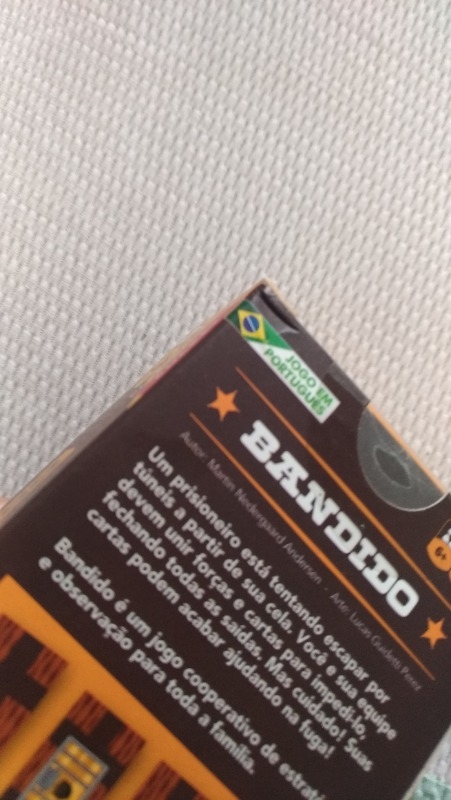 JOGO EM
PORTUGUÊS
BANDIDO
Autor: Martin Nedergaard Andersen - Arte: Lucas Guidetti Perez
6+
Um prisioneiro está tentando escapar por
túneis a partir de sua cela. Você e sua equipe
devem unir forças e cartas para impedi-lo,
fechando todas as saídas. Mas cuidado! Suas
cartas podem acabar ajudando na fuga!
Bandido é um jogo cooperativo de
e observação para toda a família.